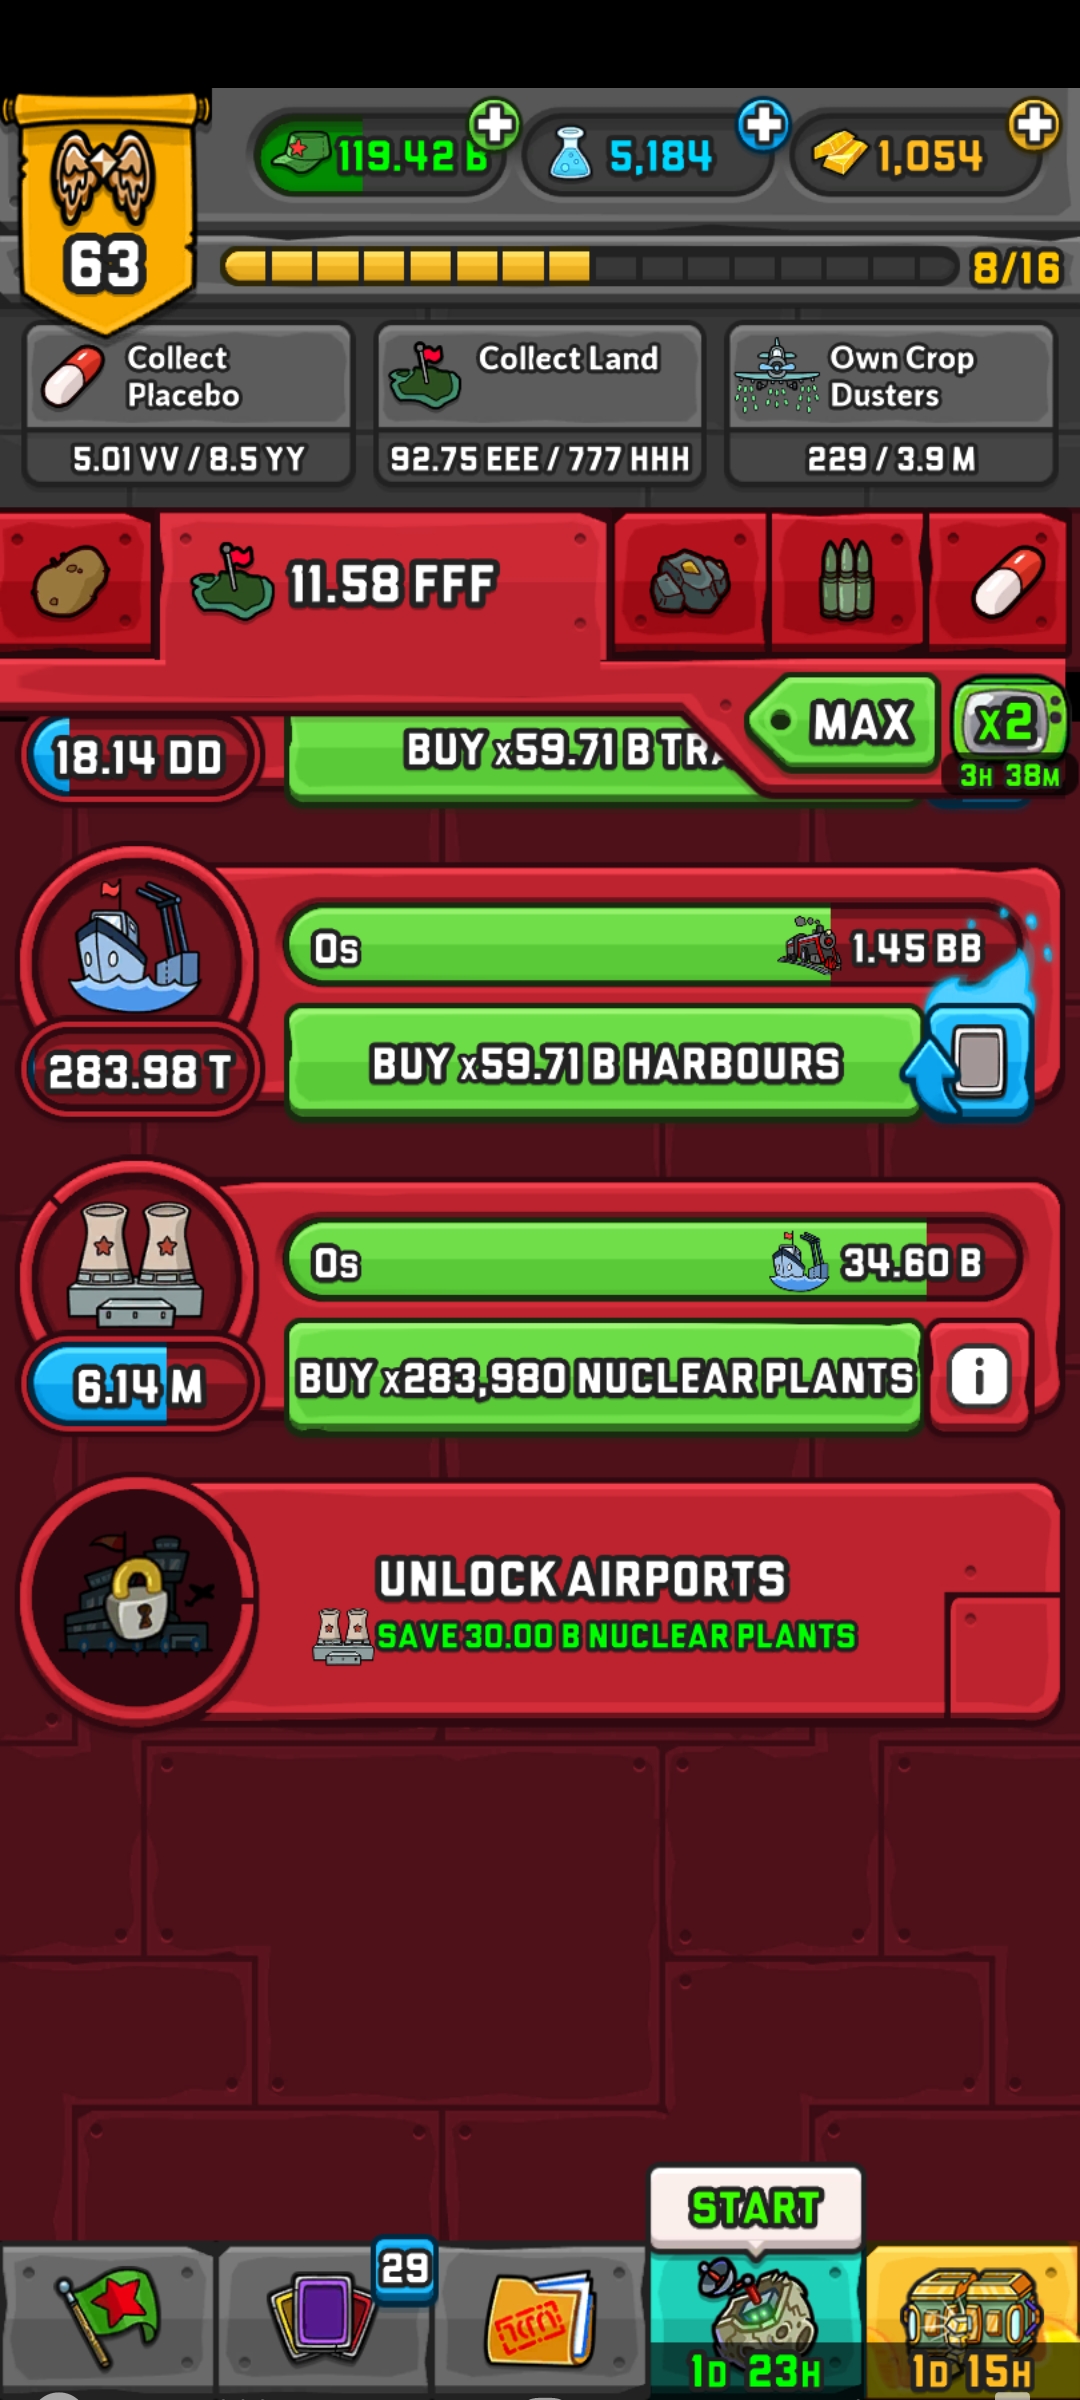 119.42 B
5,184
1,054
63
8/16
Collect
Placebo
5.01 VV / 8.5 YY
Collect Land
92.75 EEE / 777 HHH
Own Crop
Dusters
229 / 3.9 M
11.58 FFF
MAX
x2
3H 38M
18.14 DD
BUY x59.71 B
0s
1.45 BB
283.98 T
BUY x59.71 B HARBOURS
0s
34.60 B
6.14 M
BUY x283,980 NUCLEAR PLANTS
i
UNLOCK AIRPORTS
SAVE 30.00 B NUCLEAR PLANTS
START
29
1D 23H
1D 15H